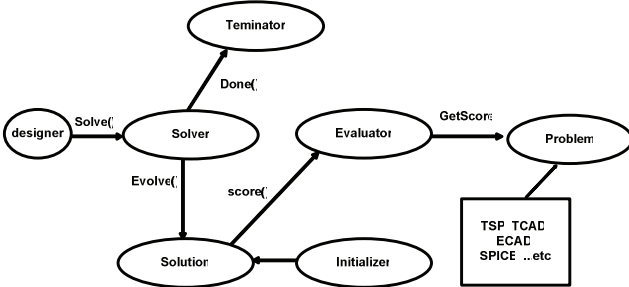 Teminator
Done()
designer
Solve()
Solver
Evaluator
GetScore
Problem
Evolve()
score()
TSP TCAD
ECAD
SPICE ...etc
Solution
Initializer